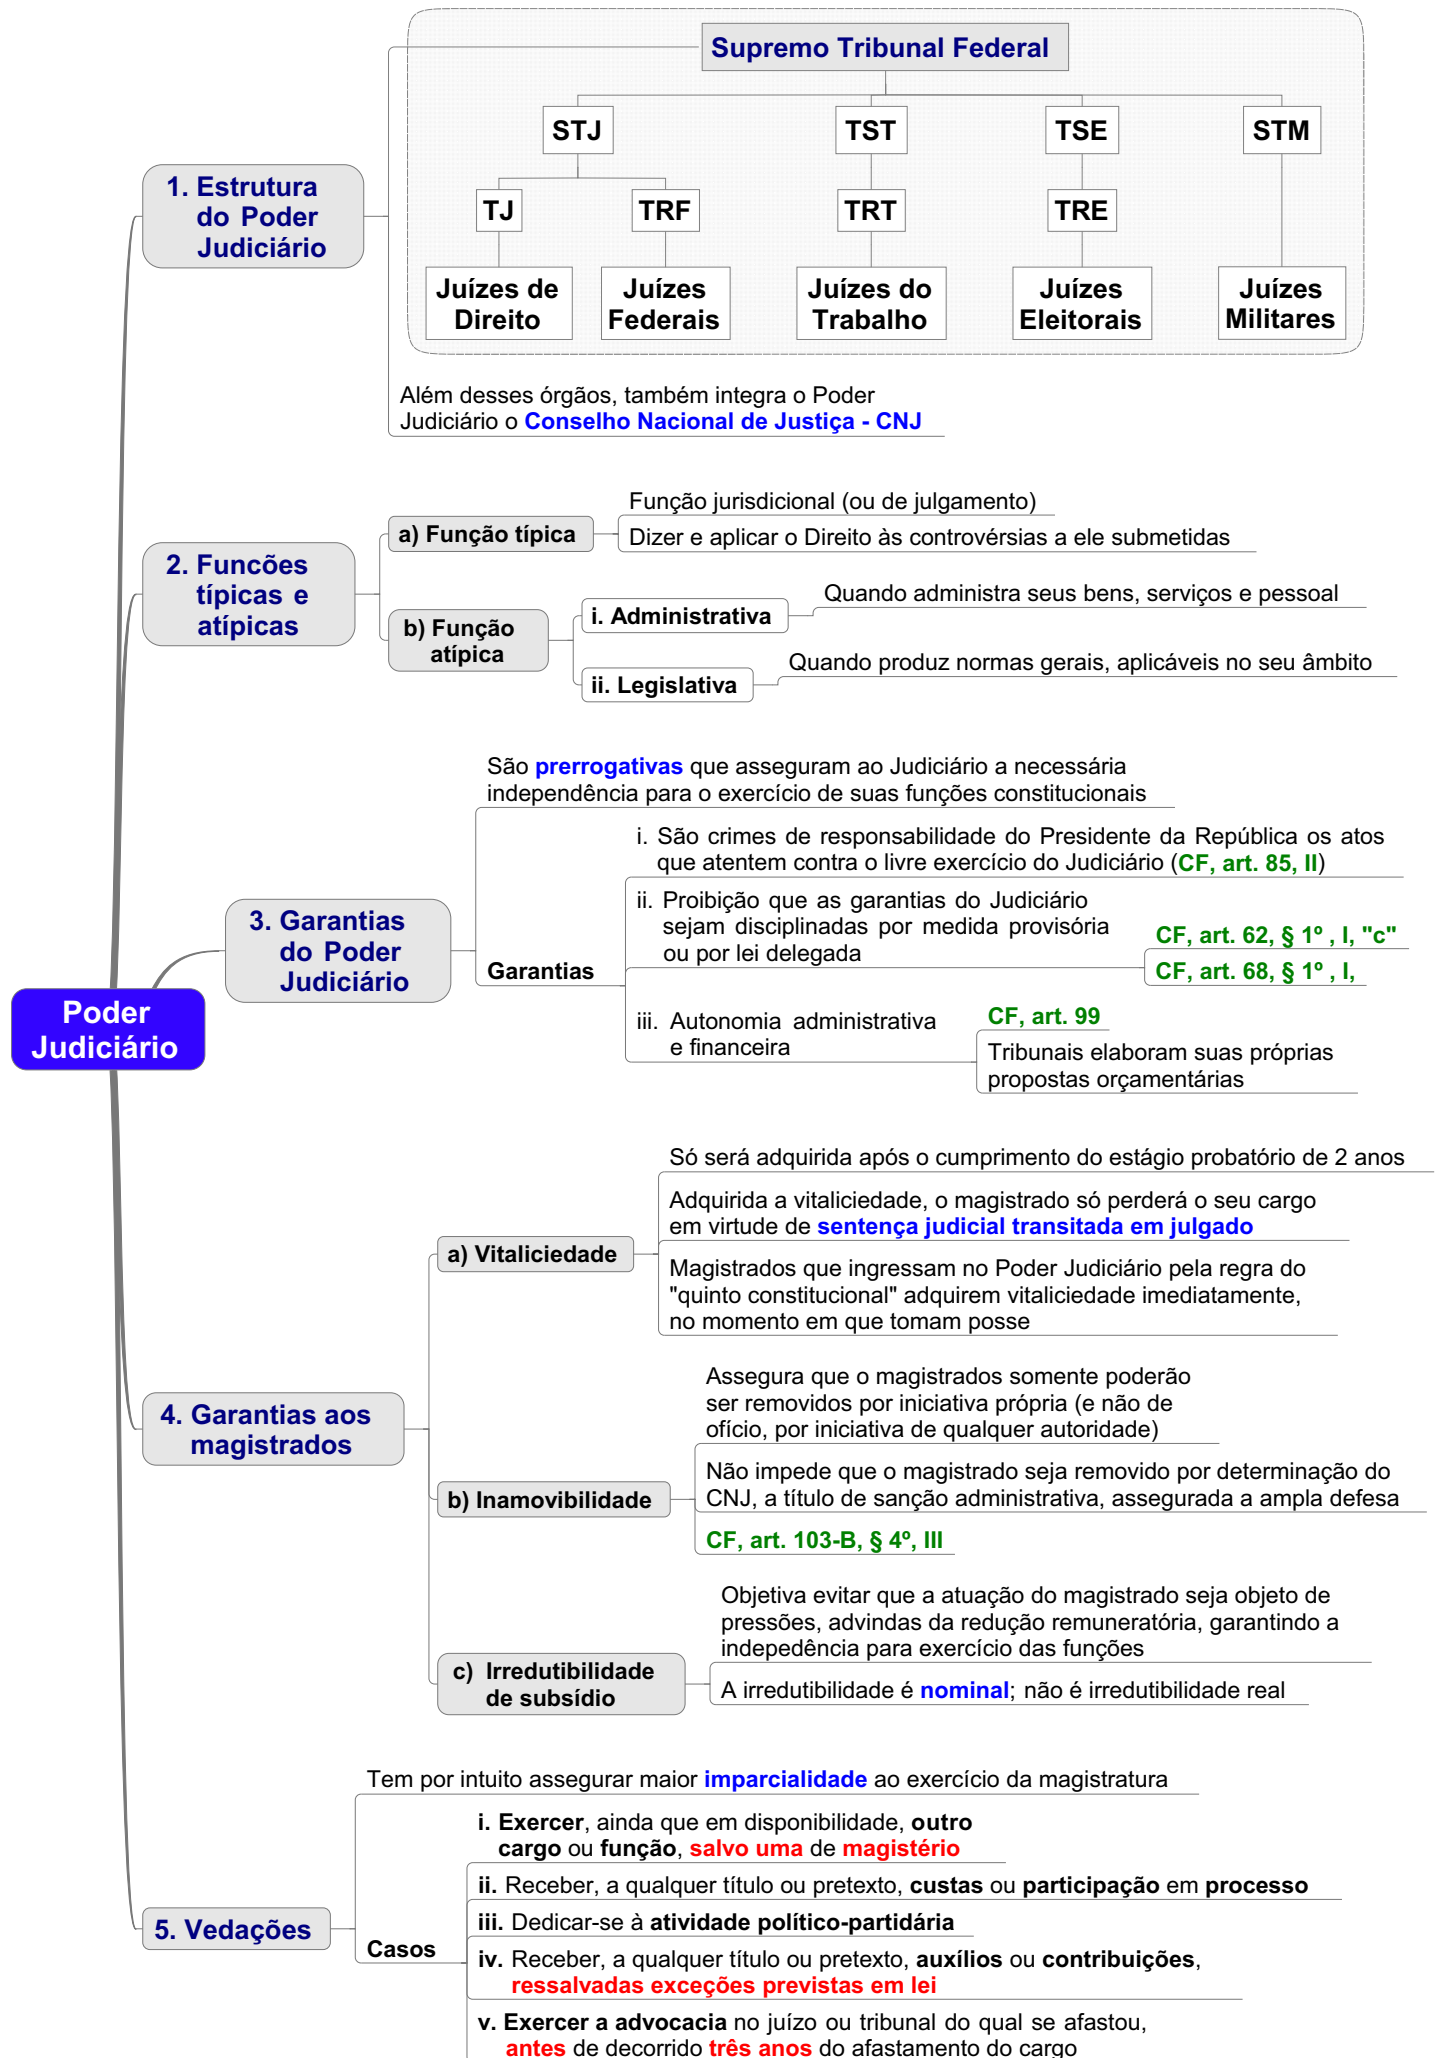 Supremo Tribunal Federal
STJ
TST
TSE
STM
TJ
TRF
TRT
TRE
Juízes de
Direito
Juízes
Federais
Juízes do
Trabalho
Juízes
Eleitorais
Juízes
Militares
1. Estrutura
do Poder
Judiciário
Além desses órgãos, também integra o Poder
Judiciário o Conselho Nacional de Justiça - CNJ
2. Funcões
típicas e
atípicas
a) Função típica
Função jurisdicional (ou de julgamento)
Dizer e aplicar o Direito às controvérsias a ele submetidas
b) Função
atípica
i. Administrativa
Quando administra seus bens, serviços e pessoal
ii. Legislativa
Quando produz normas gerais, aplicáveis no seu âmbito
Poder
Judiciário
3. Garantias
do Poder
Judiciário
São prerrogativas que asseguram ao Judiciário a necessária
independência para o exercício de suas funções constitucionais
Garantias
i. São crimes de responsabilidade do Presidente da República os atos
que atentem contra o livre exercício do Judiciário (CF, art. 85, II)
ii. Proibição que as garantias do Judiciário
sejam disciplinadas por medida provisória
ou por lei delegada
CF, art. 62, § 1º , I, "c"
CF, art. 68, § 1º , I,
iii. Autonomia administrativa
e financeira
CF, art. 99
Tribunais elaboram suas próprias
propostas orçamentárias
4. Garantias aos
magistrados
a) Vitaliciedade
Só será adquirida após o cumprimento do estágio probatório de 2 anos
Adquirida a vitaliciedade, o magistrado só perderá o seu cargo
em virtude de sentença judicial transitada em julgado
Magistrados que ingressam no Poder Judiciário pela regra do
"quinto constitucional" adquirem vitaliciedade imediatamente,
no momento em que tomam posse
b) Inamovibilidade
Assegura que o magistrados somente poderão
ser removidos por iniciativa própria (e não de
ofício, por iniciativa de qualquer autoridade)
Não impede que o magistrado seja removido por determinação do
CNJ, a título de sanção administrativa, assegurada a ampla defesa
CF, art. 103-B, § 4º, III
c) Irredutibilidade
de subsídio
Objetiva evitar que a atuação do magistrado seja objeto de
pressões, advindas da redução remuneratória, garantindo a
indepedência para exercício das funções
A irredutibilidade é nominal; não é irredutibilidade real
5. Vedações
Tem por intuito assegurar maior imparcialidade ao exercício da magistratura
Casos
i. Exercer, ainda que em disponibilidade, outro
cargo ou função, salvo uma de magistério
ii. Receber, a qualquer título ou pretexto, custas ou participação em processo
iii. Dedicar-se à atividade político-partidária
iv. Receber, a qualquer título ou pretexto, auxílios ou contribuições,
ressalvadas exceções previstas em lei
v. Exercer a advocacia no juízo ou tribunal do qual se afastou,
antes de decorrido três anos do afastamento do cargo